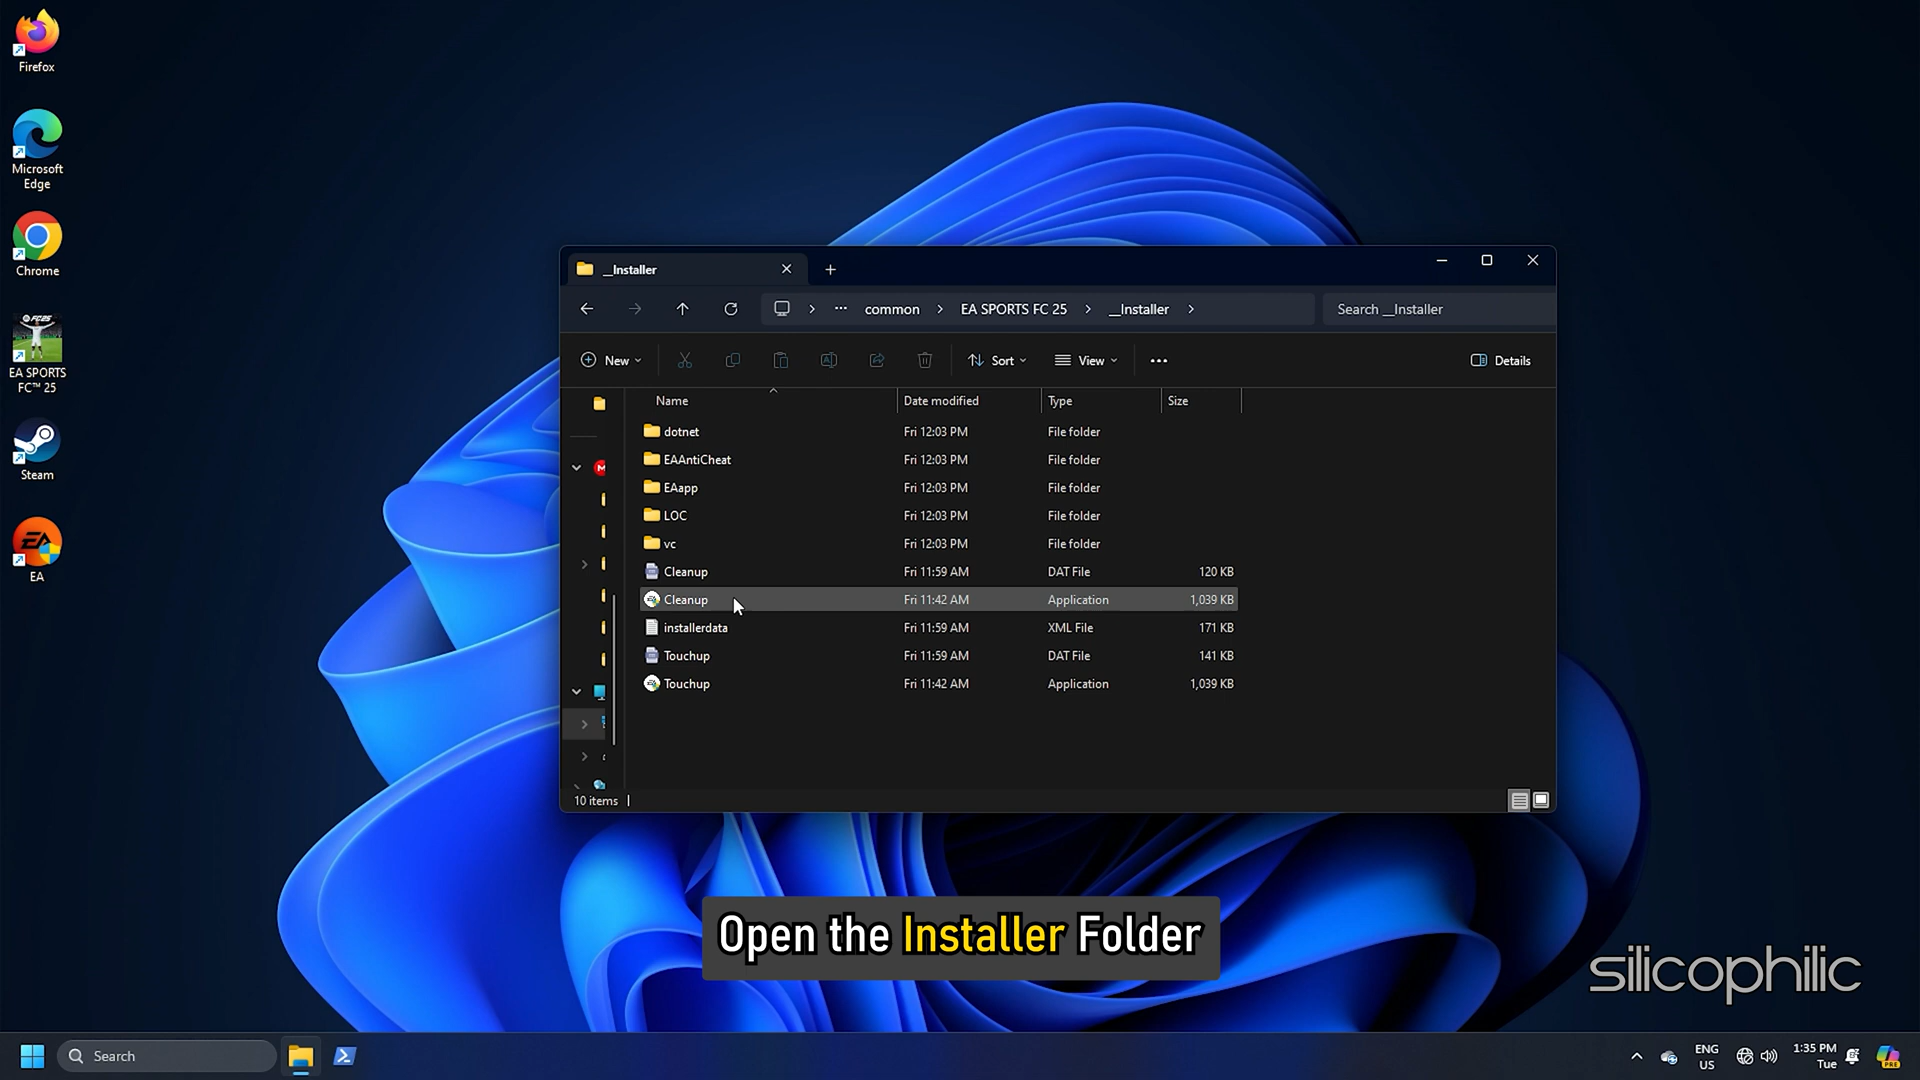 Firefox
Microsoft
Edge
Chrome
FC25
EA SPORTS
FC™ 25
Steam
EA
EA
__Installer
common
EA SPORTS FC 25
__Installer
Search __Installer
New
Sort
View
Details
Name Date modified Type Size
dotnet Fri 12:03 PM File folder
EAAntiCheat Fri 12:03 PM File folder
EAapp Fri 12:03 PM File folder
LOC Fri 12:03 PM File folder
vc Fri 12:03 PM File folder
Cleanup Fri 11:59 AM DAT File 120 KB
Cleanup Fri 11:42 AM Application 1,039 KB
installerdata Fri 11:59 AM XML File 171 KB
Touchup Fri 11:59 AM DAT File 141 KB
Touchup Fri 11:42 AM Application 1,039 KB
10 items
Open the Installer Folder
silicophilic
Search
ENG
US
1:35 PM
Tue
PRE